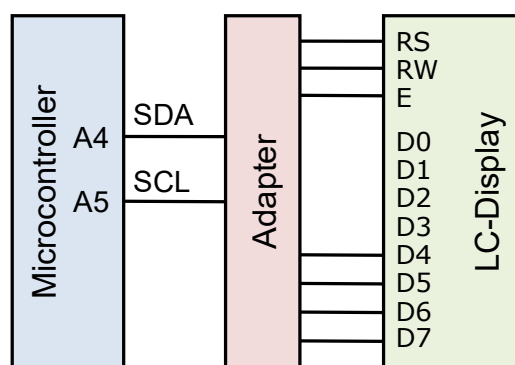 Microcontroller
A4
A5
SDA
SCL
Adapter
RS
RW
E
D0
D1
D2
D3
D4
D5
D6
D7
LC-Display